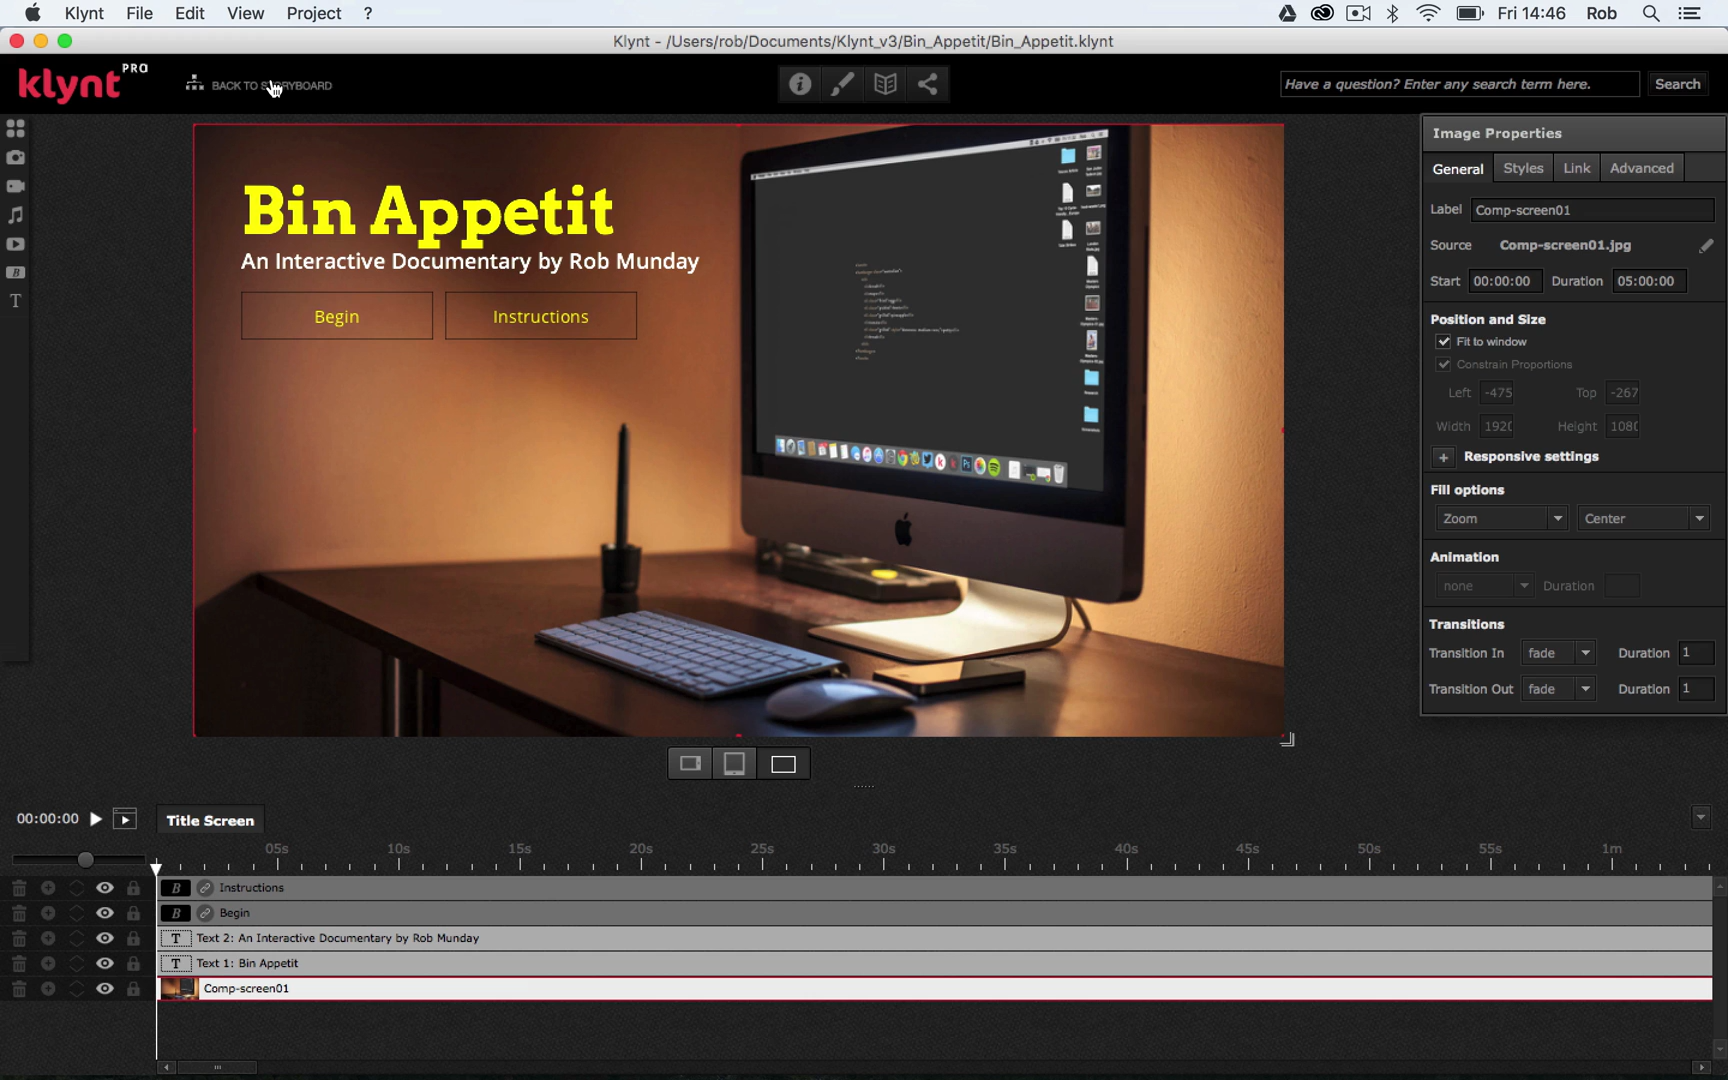 Klynt File Edit View Project ? Fri 14:46 Rob
Klynt - /Users/rob/Documents/Klynt_v3/Bin_Appetit/Bin_Appetit.klynt
klynt PRO BACK TO STORYBOARD Have a question? Enter any search term here. Search
Bin Appetit
An Interactive Documentary by Rob Munday
Begin Instructions
Image Properties
General Styles Link Advanced
Label Comp-screen01
Source Comp-screen01.jpg
Start 00:00:00 Duration 05:00:00
Position and Size
Fit to window
Constrain Proportions
Left -475 Top -267
Width 192( Height 108(
+ Responsive settings
Fill options
Zoom Center
Animation
none Duration
Transitions
Transition In fade Duration 1
Transition Out fade Duration 1
00:00:00 Title Screen
05s 10s 15s 20s 25s 30s 35s 40s 45s 50s 55s 1m
B Instructions
B Begin
T Text 2: An Interactive Documentary by Rob Munday
T Text 1: Bin Appetit
Comp-screen01